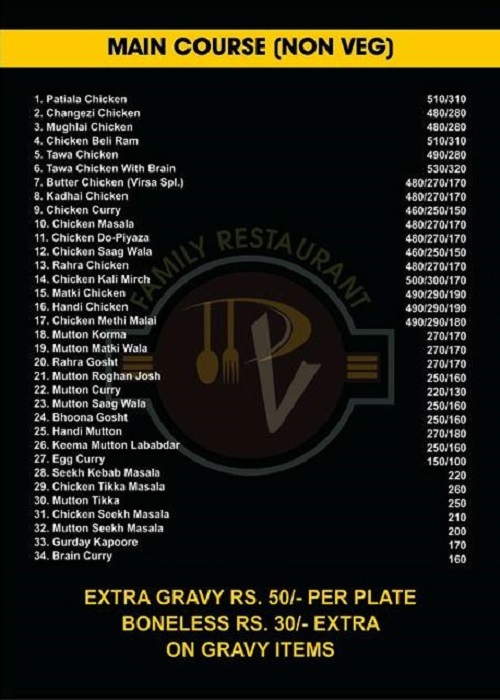 MAIN COURSE (NON VEG)
1. Patiala Chicken 510/310
2. Changezi Chicken 480/280
3. Mughlai Chicken 480/280
4. Chicken Beli Ram 510/310
5. Tawa Chicken 490/280
6. Tawa Chicken With Brain 530/320
7. Butter Chicken (Virsa Spl.) 480/270/170
8. Kadhai Chicken 480/270/170
9. Chicken Curry 460/250/150
10. Chicken Masala 480/270/170
11. Chicken Do-Piyaza 480/270/170
12. Chicken Saag Wala 460/250/150
13. Rahra Chicken 480/270/170
14. Chicken Kali Mirch 500/300/170
15. Matki Chicken 490/290/190
16. Handi Chicken 490/290/190
17. Chicken Methi Malai 490/290/180
18. Mutton Korma 270/170
19. Mutton Matki Wala 270/170
20. Rahra Gosht 270/170
21. Mutton Roghan Josh 250/160
22. Mutton Curry 220/130
23. Mutton Saag Wala 250/160
24. Bhoona Gosht 250/160
25. Handi Mutton 270/180
26. Keema Mutton Lababdar 250/160
27. Egg Curry 150/100
28. Seekh Kebab Masala 220
29. Chicken Tikka Masala 260
30. Mutton Tikka 250
31. Chicken Seekh Masala 210
32. Mutton Seekh Masala 200
33. Gurday Kapoore 170
34. Brain Curry 160
FAMILY RESTAURANT
PV
EXTRA GRAVY RS. 50/- PER PLATE
BONELESS RS. 30/- EXTRA
ON GRAVY ITEMS